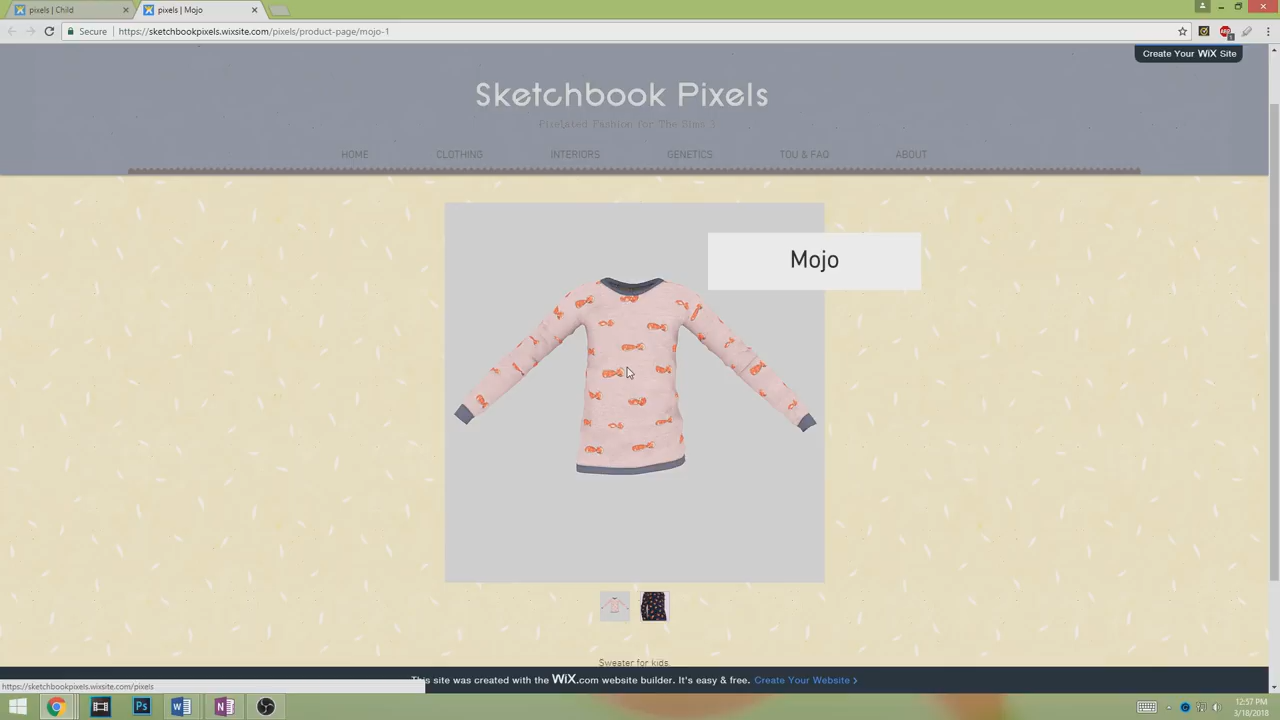 pixels | Child
pixels | Mojo
Secure
https://sketchbookpixels.wixsite.com/pixels/product-page/mojo-1
Create Your WiX Site
Sketchbook Pixels
Pixelated Fashion for The Sims 3
HOME CLOTHING INTERIORS GENETICS TOU & FAQ ABOUT
Mojo
Sweater for kids.
This site was created with the WiX.com website builder. It's easy & free. Create Your Website >
https://sketchbookpixels.wixsite.com/pixels
12:57 PM
3/18/2018